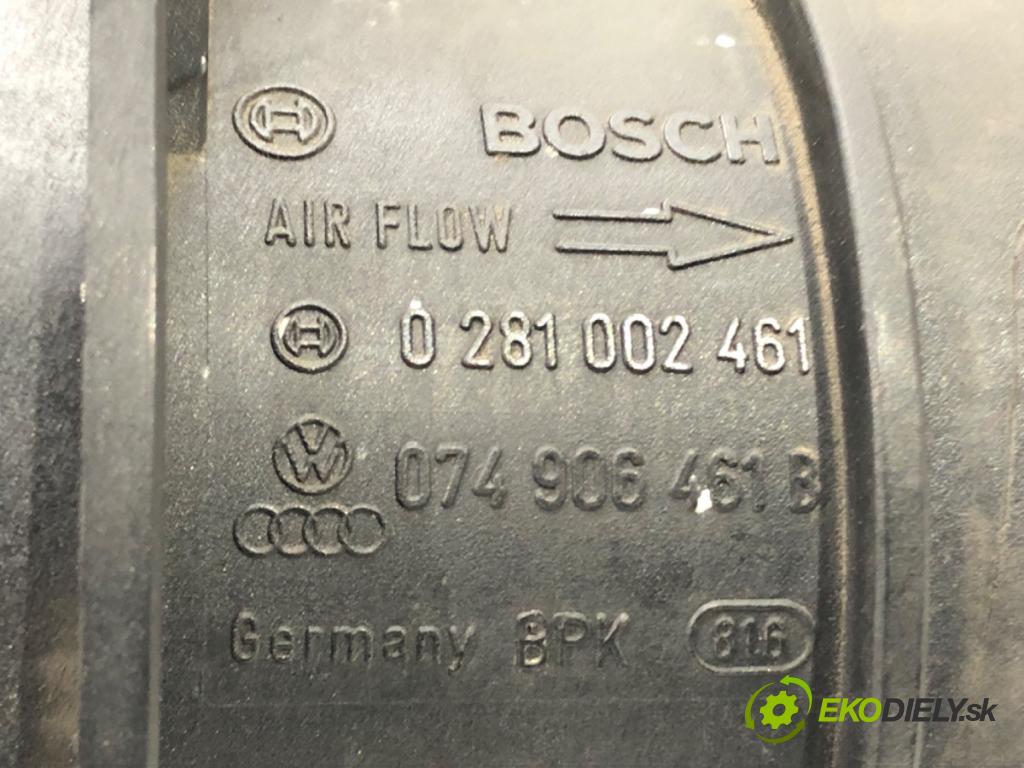 BOSCH
AIR FLOW
0 281 002 461
074 906 461 B
Germany BPK 816
EKODIELY.sk